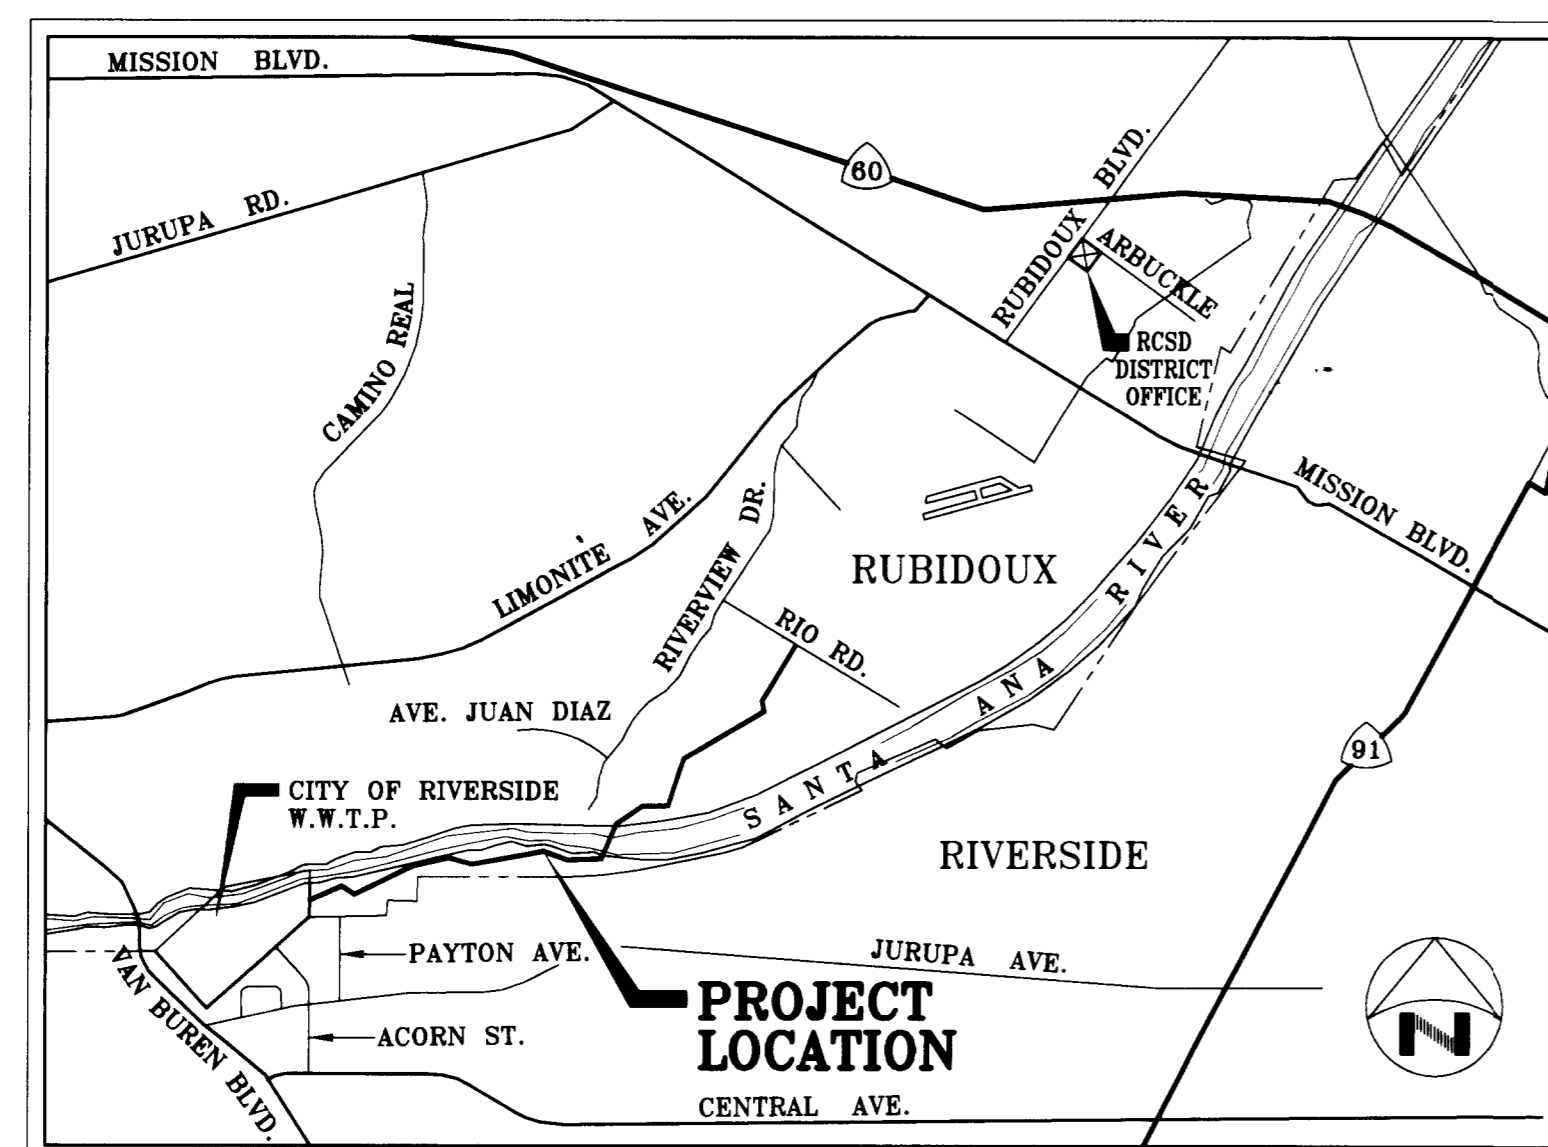 MISSION BLVD.
60
RUBIDOUX BLVD.
JURUPA RD.
ARBUCKLE
CAMINO REAL
RCSD
DISTRICT
OFFICE
LIMONITE AVE.
RIVERVIEW DR.
MISSION BLVD.
RUBIDOUX
RIO RD.
SANTA ANA RIVER
AVE. JUAN DIAZ
91
CITY OF RIVERSIDE
W.W.T.P.
RIVERSIDE
PAYTON AVE.
JURUPA AVE.
VAN BUREN BLVD.
PROJECT
LOCATION
ACORN ST.
N
CENTRAL AVE.